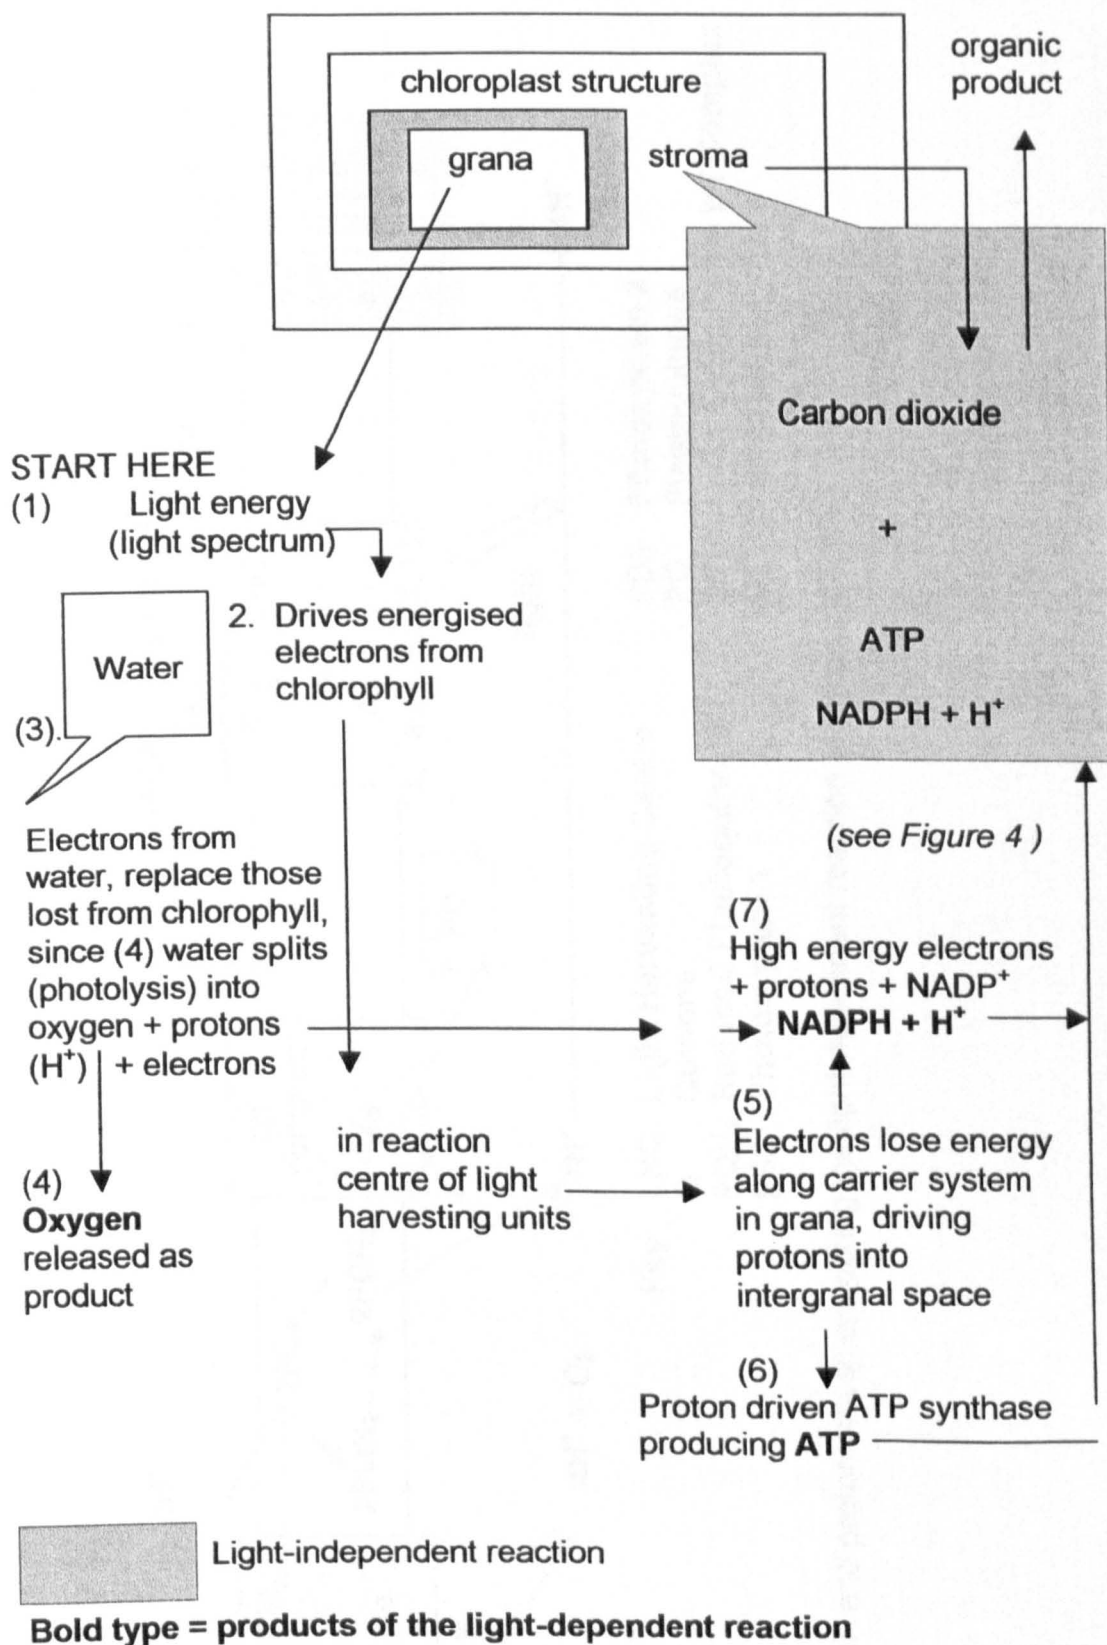 organic
product
chloroplast structure
grana
stroma
Carbon dioxide
+
ATP
NADPH + H⁺
START HERE
(1) Light energy
(light spectrum)
2. Drives energised
electrons from
chlorophyll
Water
(3).
Electrons from
water, replace those
lost from chlorophyll,
since (4) water splits
(photolysis) into
oxygen + protons
(H⁺) + electrons
(4)
Oxygen
released as
product
in reaction
centre of light
harvesting units
(see Figure 4 )
(7)
High energy electrons
+ protons + NADP⁺
NADPH + H⁺
(5)
Electrons lose energy
along carrier system
in grana, driving
protons into
intergranal space
(6)
Proton driven ATP synthase
producing ATP
Light-independent reaction
Bold type = products of the light-dependent reaction